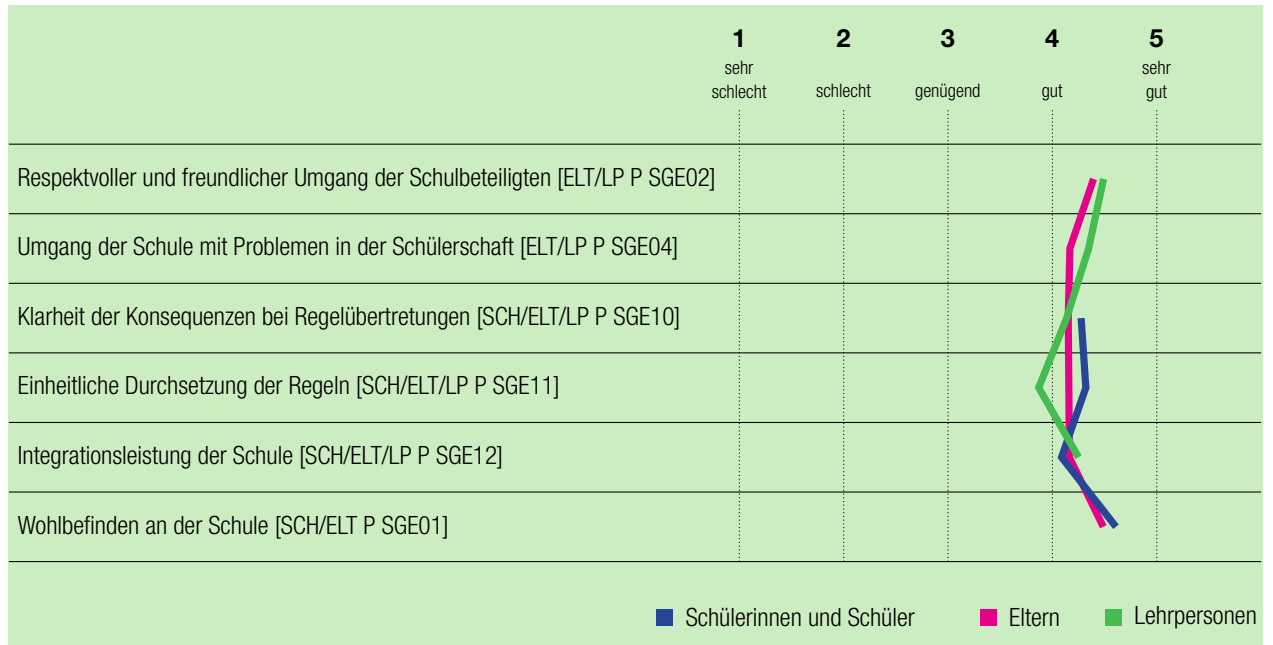 1 2 3 4 5
sehr schlecht schlecht genügend gut sehr gut
Respektvoller und freundlicher Umgang der Schulbeteiligten [ELT/LP P SGE02]
Umgang der Schule mit Problemen in der Schülerschaft [ELT/LP P SGE04]
Klarheit der Konsequenzen bei Regelübertretungen [SCH/ELT/LP P SGE10]
Einheitliche Durchsetzung der Regeln [SCH/ELT/LP P SGE11]
Integrationsleistung der Schule [SCH/ELT/LP P SGE12]
Wohlbefinden an der Schule [SCH/ELT P SGE01]
Schülerinnen und Schüler Eltern Lehrpersonen